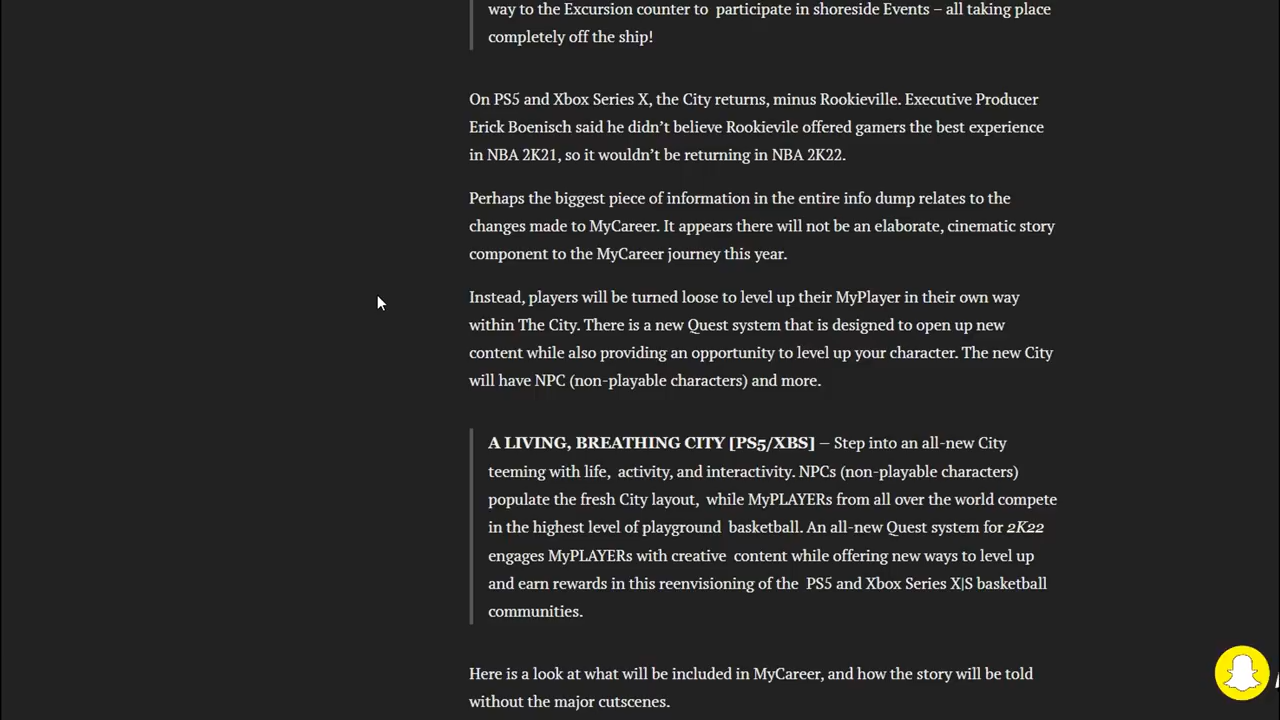 way to the Excursion counter to participate in shoreside Events – all taking place
completely off the ship!
On PS5 and Xbox Series X, the City returns, minus Rookieville. Executive Producer
Erick Boenisch said he didn't believe Rookievile offered gamers the best experience
in NBA 2K21, so it wouldn't be returning in NBA 2K22.
Perhaps the biggest piece of information in the entire info dump relates to the
changes made to MyCareer. It appears there will not be an elaborate, cinematic story
component to the MyCareer journey this year.
Instead, players will be turned loose to level up their MyPlayer in their own way
within The City. There is a new Quest system that is designed to open up new
content while also providing an opportunity to level up your character. The new City
will have NPC (non-playable characters) and more.
A LIVING, BREATHING CITY [PS5/XBS] – Step into an all-new City
teeming with life, activity, and interactivity. NPCs (non-playable characters)
populate the fresh City layout, while MyPLAYERs from all over the world compete
in the highest level of playground basketball. An all-new Quest system for 2K22
engages MyPLAYERs with creative content while offering new ways to level up
and earn rewards in this reenvisioning of the PS5 and Xbox Series X|S basketball
communities.
Here is a look at what will be included in MyCareer, and how the story will be told
without the major cutscenes.